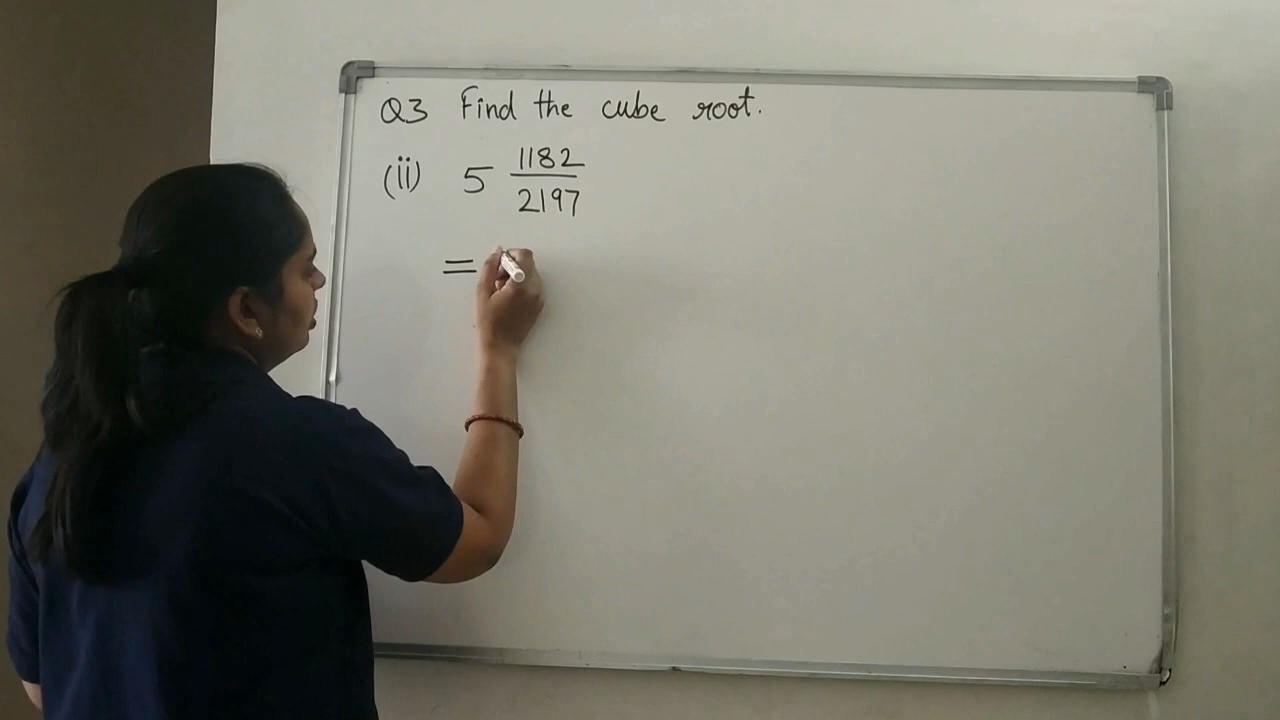 Q3 Find the cube root.
(ii) 5 1182/2197
=